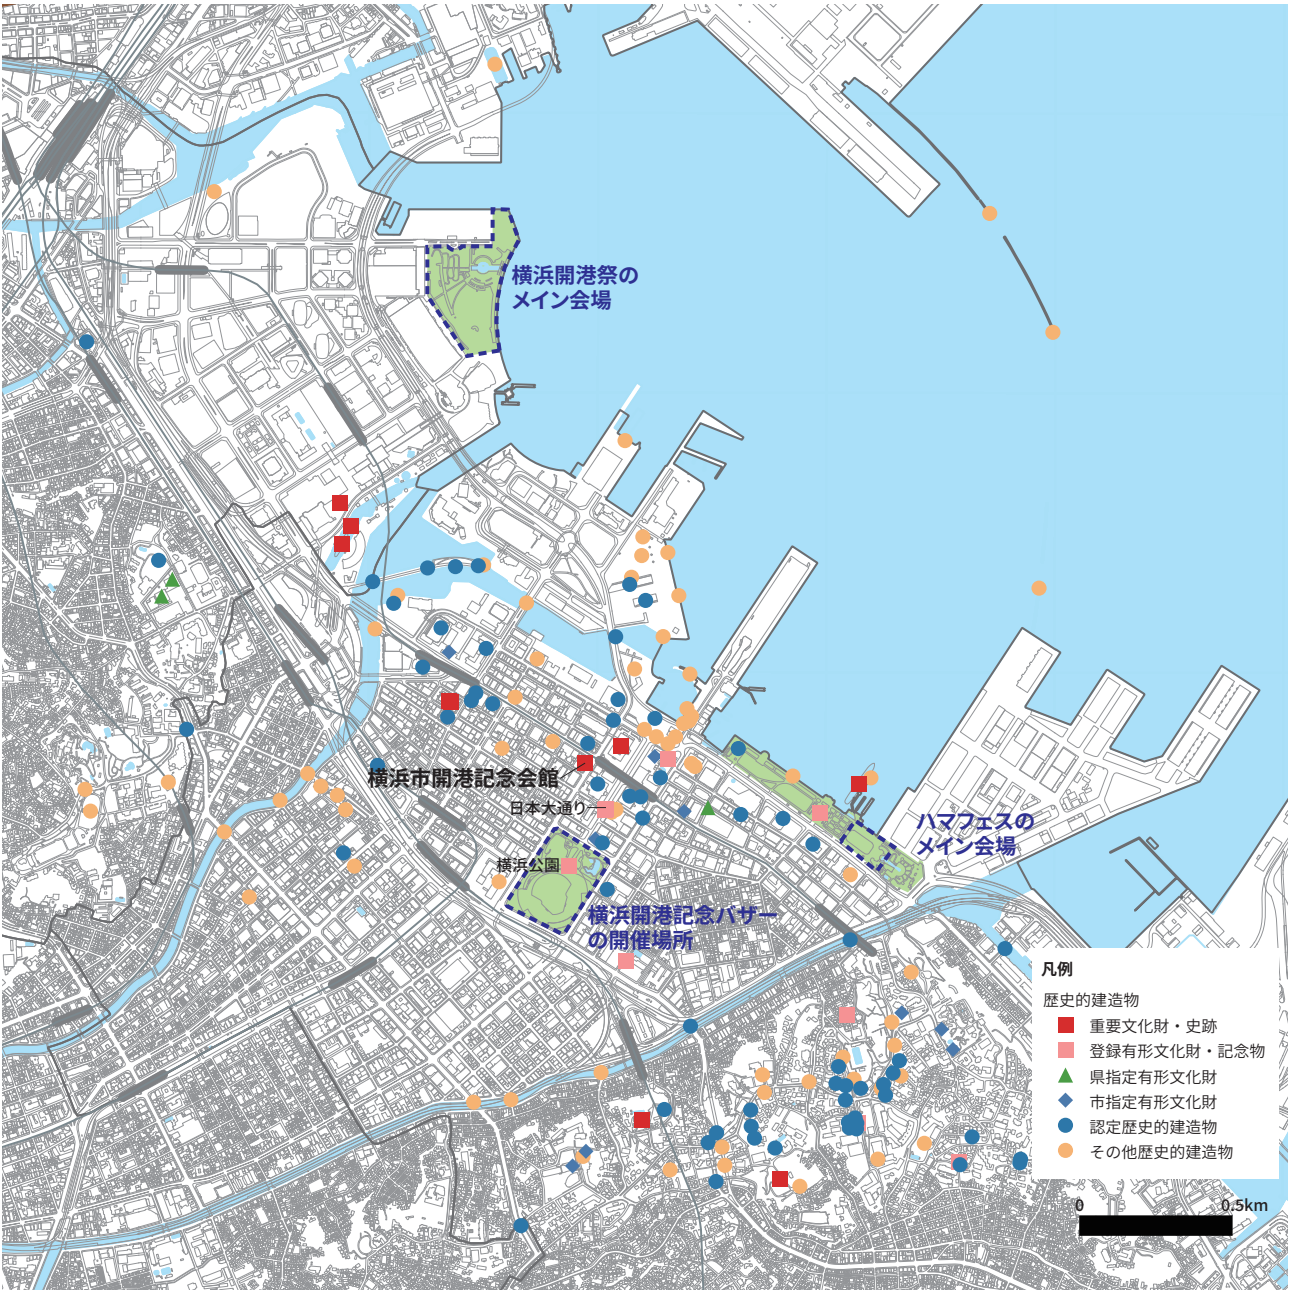 横浜開港祭の
メイン会場
横浜市開港記念会館
日本大通り
横浜公園
ハマフェスの
メイン会場
横浜開港記念バザー
の開催場所
凡例
歴史的建造物
重要文化財・史跡
登録有形文化財・記念物
県指定有形文化財
市指定有形文化財
認定歴史的建造物
その他歴史的建造物
0
0.5km